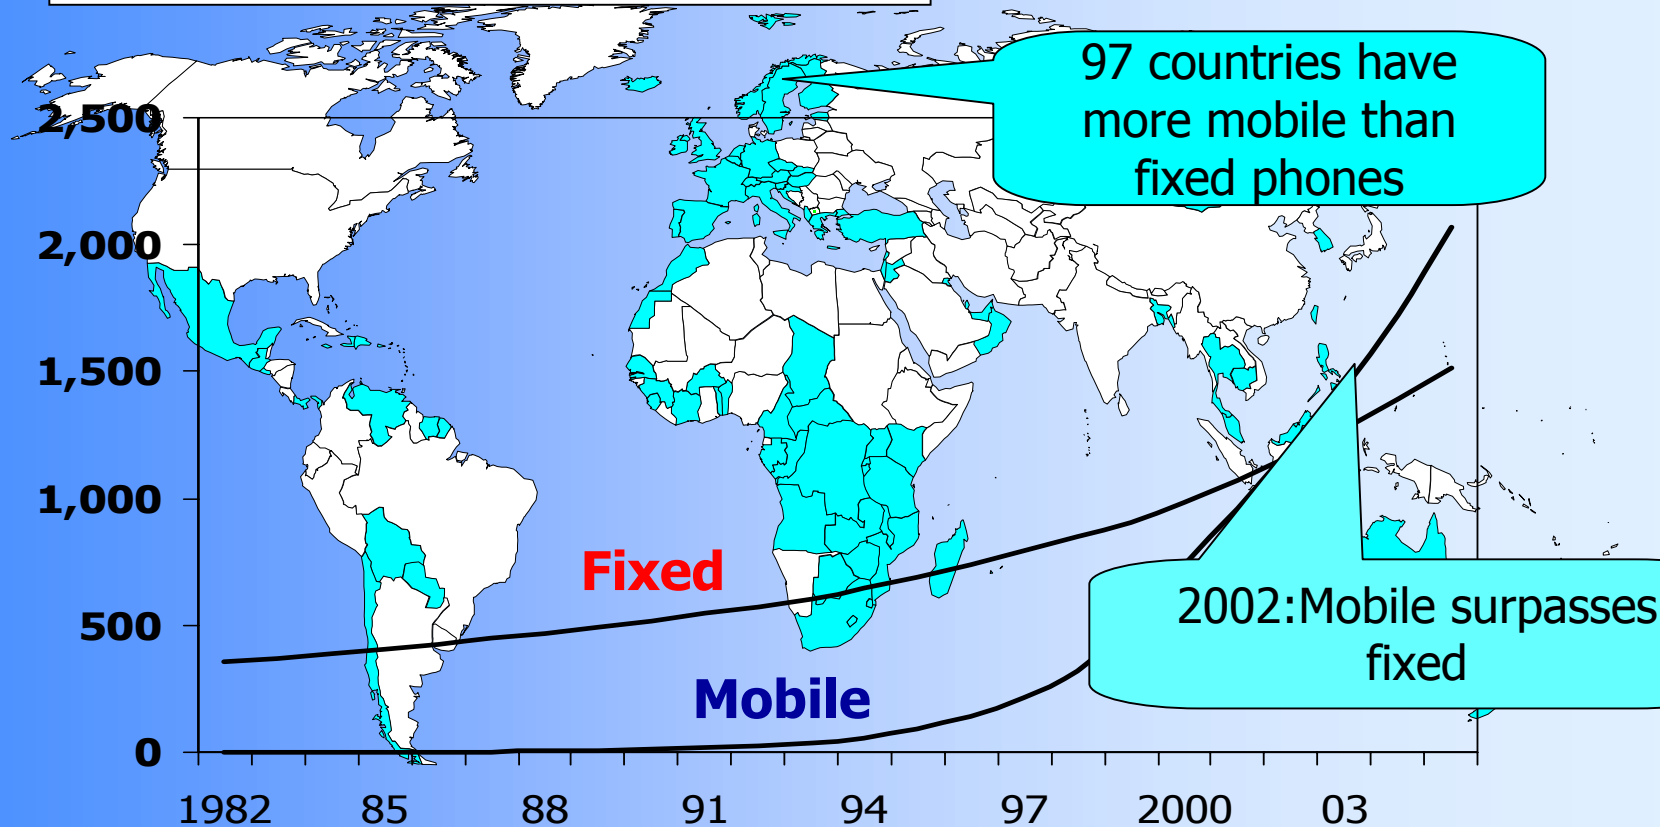 97 countries have
more mobile than
fixed phones
2,500
2,000
1,500
1,000
500
0
Fixed
Mobile
2002:Mobile surpasses
fixed
1982 85 88 91 94 97 2000 03